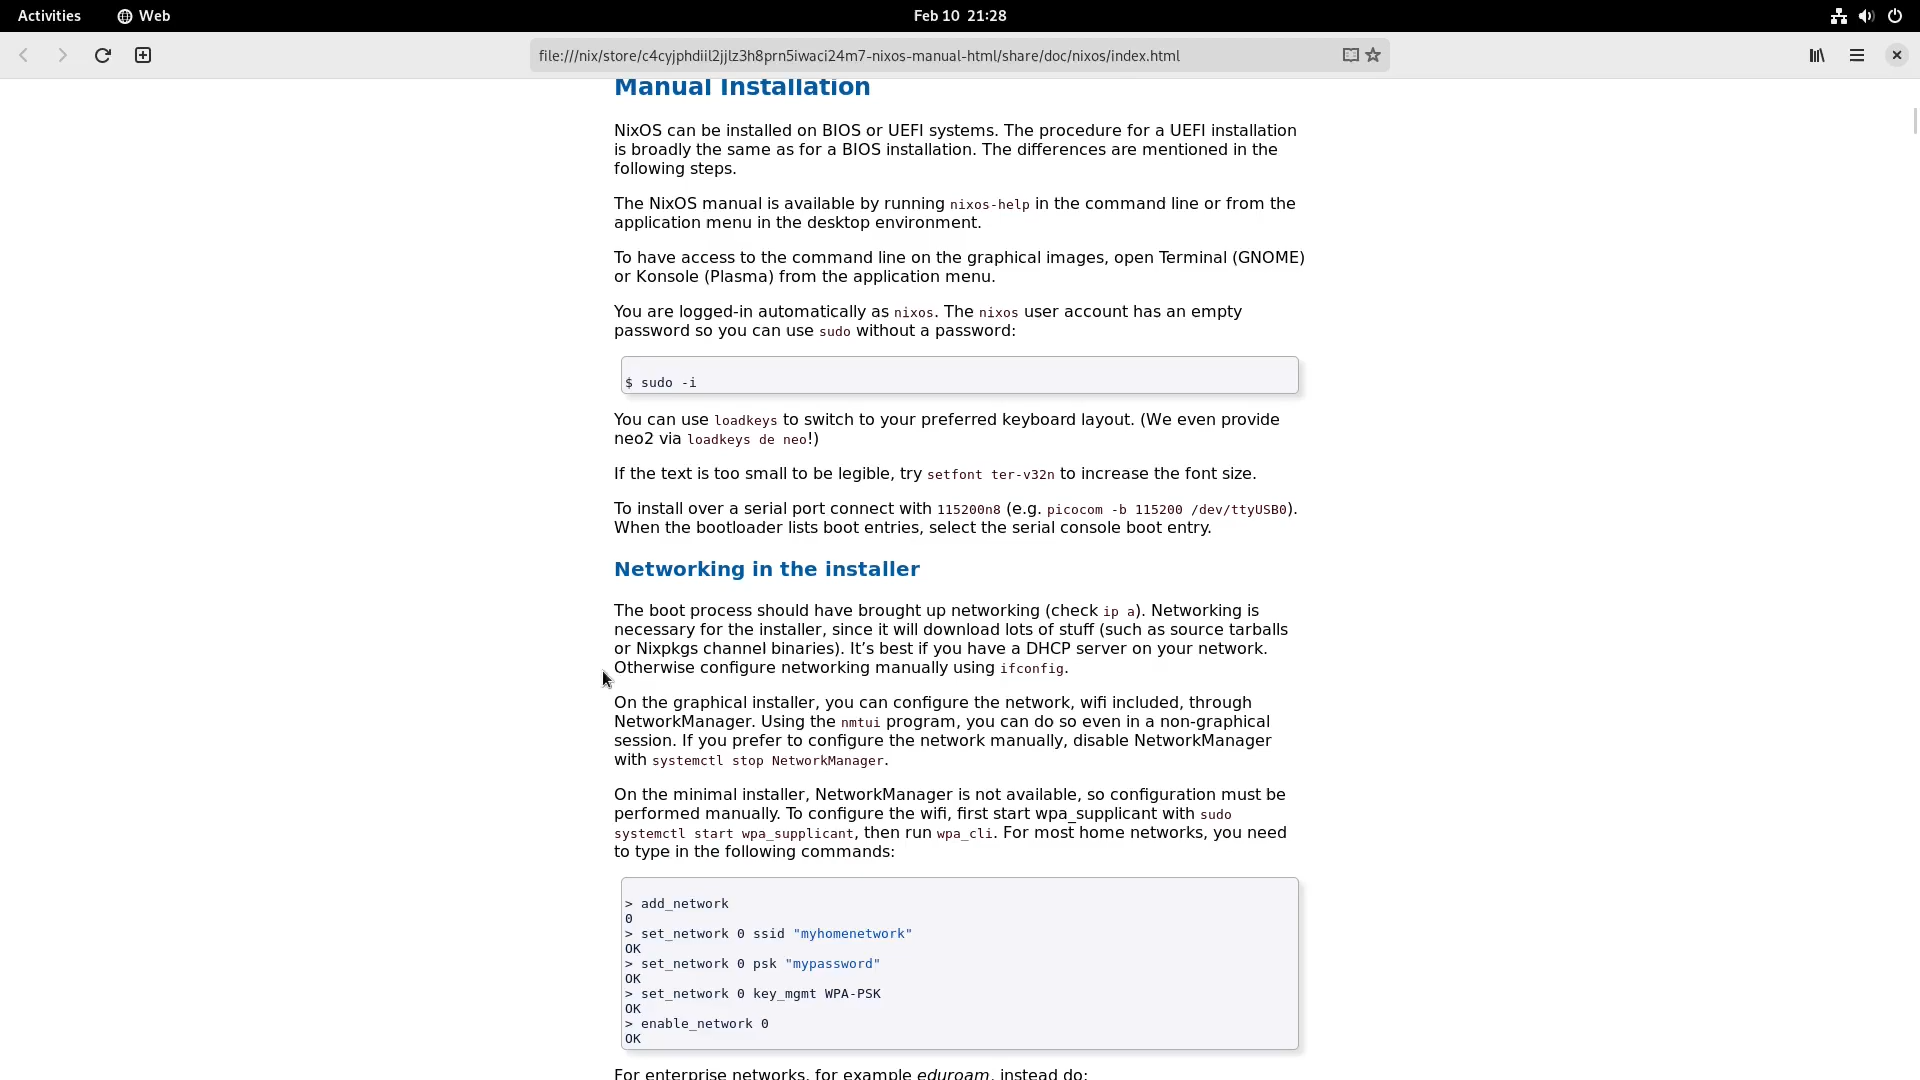 Activities Web Feb 10 21:28
file:///nix/store/c4cyjphdiil2jjlz3h8prn5iwaci24m7-nixos-manual-html/share/doc/nixos/index.html
Manual Installation
NixOS can be installed on BIOS or UEFI systems. The procedure for a UEFI installation
is broadly the same as for a BIOS installation. The differences are mentioned in the
following steps.
The NixOS manual is available by running nixos-help in the command line or from the
application menu in the desktop environment.
To have access to the command line on the graphical images, open Terminal (GNOME)
or Konsole (Plasma) from the application menu.
You are logged-in automatically as nixos. The nixos user account has an empty
password so you can use sudo without a password:
$ sudo -i
You can use loadkeys to switch to your preferred keyboard layout. (We even provide
neo2 via loadkeys de neo!)
If the text is too small to be legible, try setfont ter-v32n to increase the font size.
To install over a serial port connect with 115200n8 (e.g. picocom -b 115200 /dev/ttyUSB0).
When the bootloader lists boot entries, select the serial console boot entry.
Networking in the installer
The boot process should have brought up networking (check ip a). Networking is
necessary for the installer, since it will download lots of stuff (such as source tarballs
or Nixpkgs channel binaries). It’s best if you have a DHCP server on your network.
Otherwise configure networking manually using ifconfig.
On the graphical installer, you can configure the network, wifi included, through
NetworkManager. Using the nmtui program, you can do so even in a non-graphical
session. If you prefer to configure the network manually, disable NetworkManager
with systemctl stop NetworkManager.
On the minimal installer, NetworkManager is not available, so configuration must be
performed manually. To configure the wifi, first start wpa_supplicant with sudo
systemctl start wpa_supplicant, then run wpa_cli. For most home networks, you need
to type in the following commands:
> add_network
0
> set_network 0 ssid "myhomenetwork"
OK
> set_network 0 psk "mypassword"
OK
> set_network 0 key_mgmt WPA-PSK
OK
> enable_network 0
OK
For enterprise networks, for example eduroam, instead do: